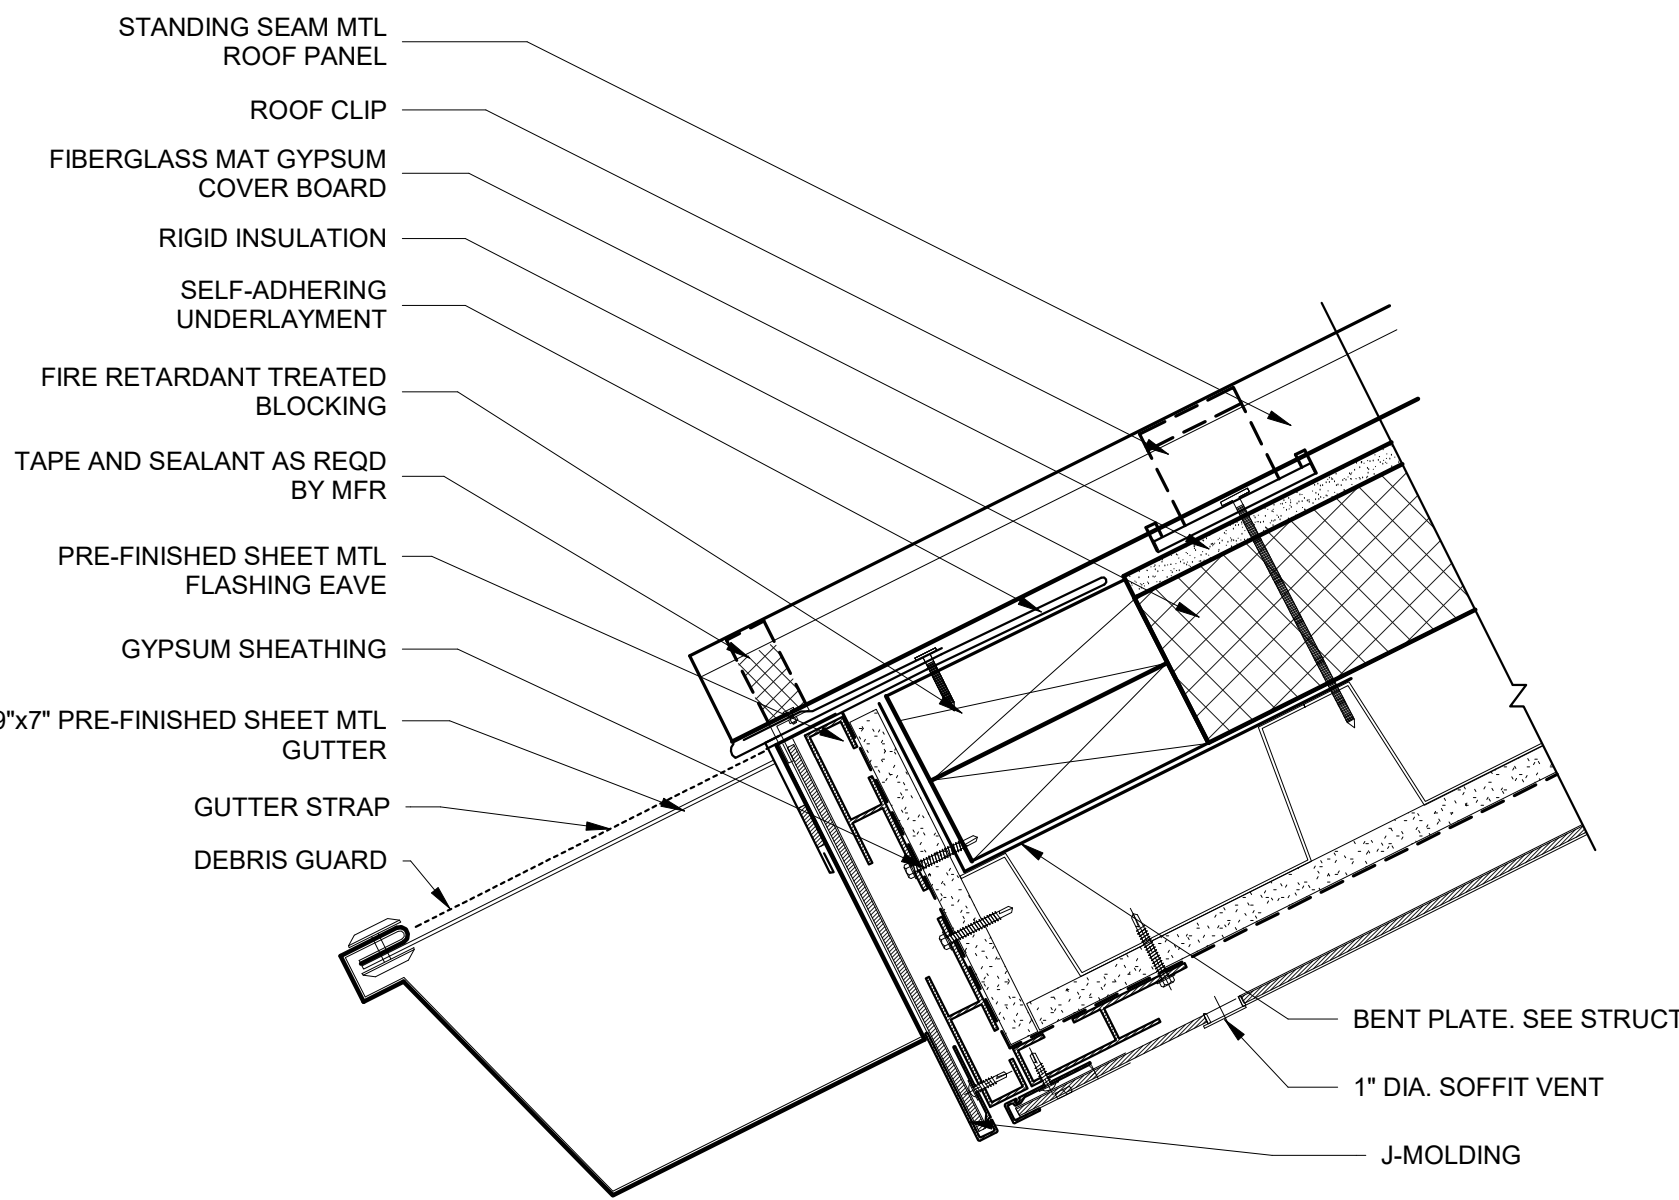 STANDING SEAM MTL
ROOF PANEL
ROOF CLIP
FIBERGLASS MAT GYPSUM
COVER BOARD
RIGID INSULATION
SELF-ADHERING
UNDERLAYMENT
FIRE RETARDANT TREATED
BLOCKING
TAPE AND SEALANT AS REQD
BY MFR
PRE-FINISHED SHEET MTL
FLASHING EAVE
GYPSUM SHEATHING
9"x7" PRE-FINISHED SHEET MTL
GUTTER
GUTTER STRAP
DEBRIS GUARD
BENT PLATE. SEE STRUCT
1" DIA. SOFFIT VENT
J-MOLDING